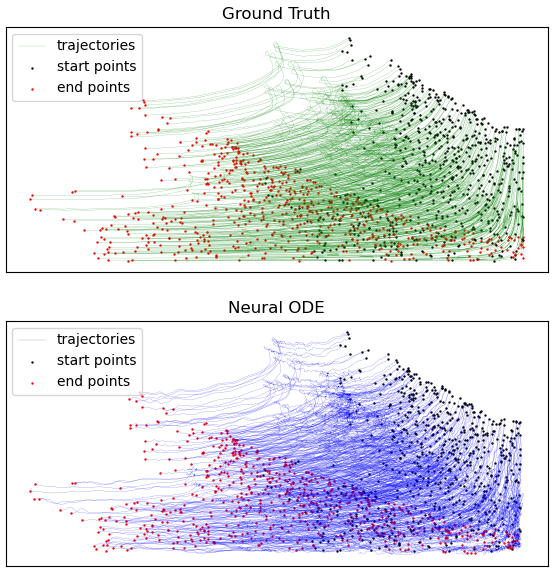 Ground Truth
trajectories
start points
end points
Neural ODE
trajectories
start points
end points